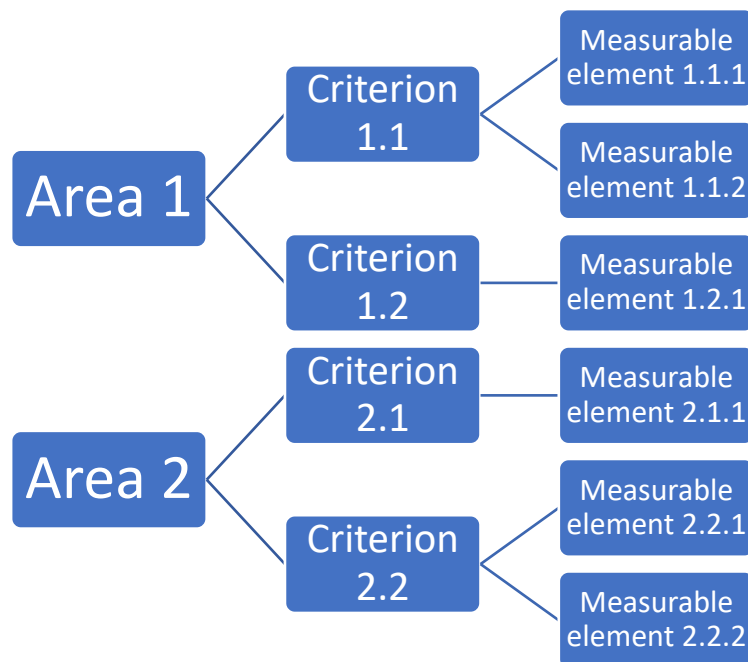 Area 1
Criterion
1.1
Measurable
element 1.1.1
Measurable
element 1.1.2
Criterion
1.2
Measurable
element 1.2.1
Area 2
Criterion
2.1
Measurable
element 2.1.1
Criterion
2.2
Measurable
element 2.2.1
Measurable
element 2.2.2